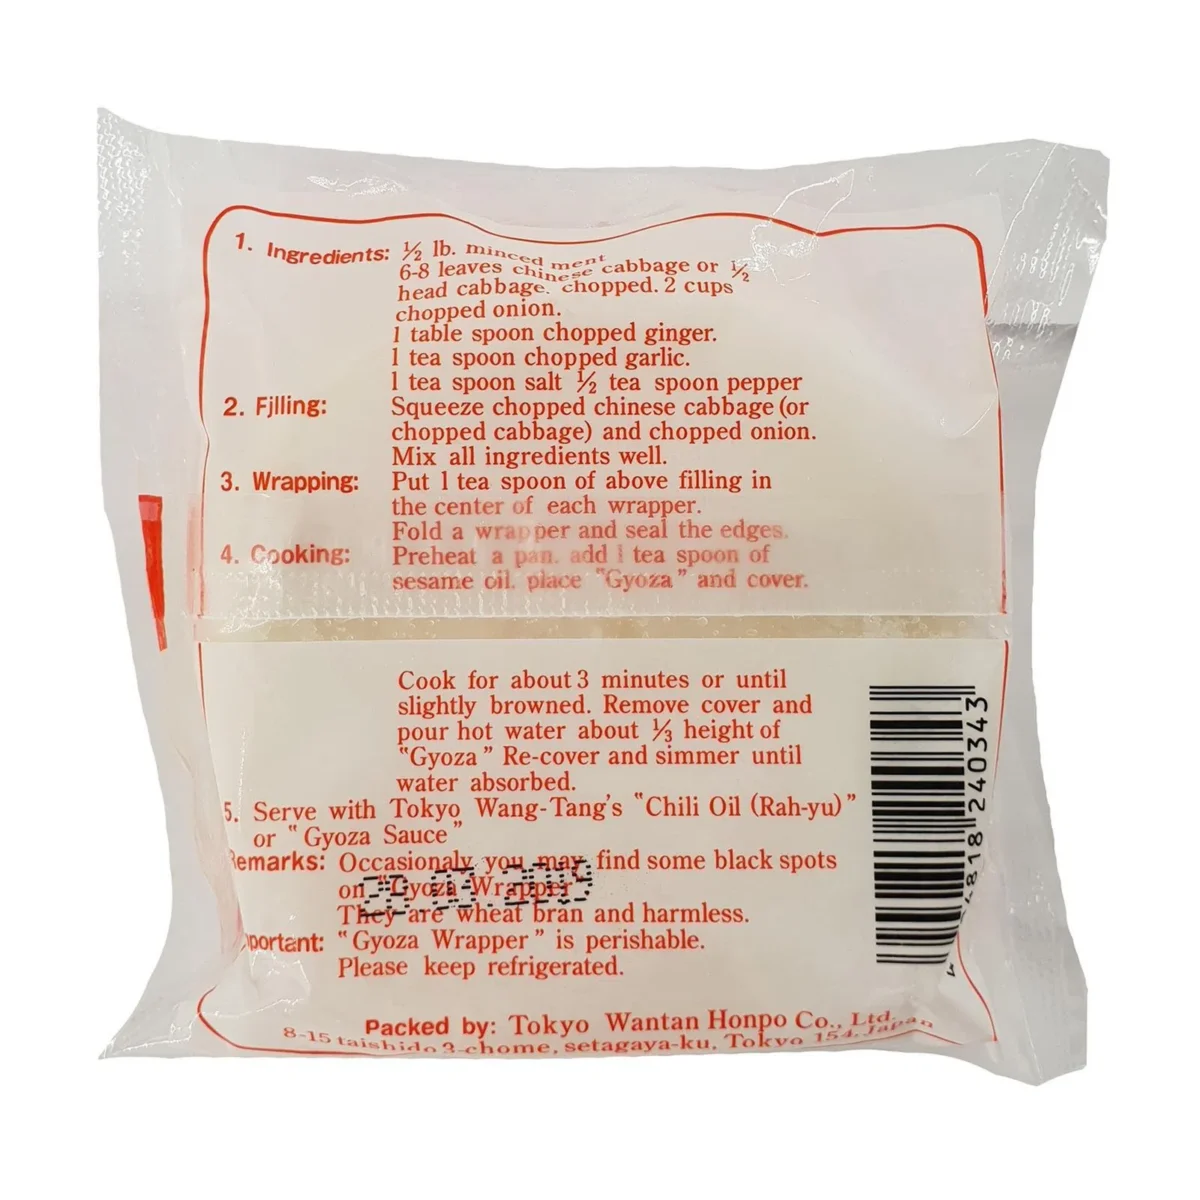 1. Ingredients: ½ lb. minced ment
6-8 leaves chinese cabbage or ½
head cabbage. chopped. 2 cups
chopped onion.
1 table spoon chopped ginger.
1 tea spoon chopped garlic.
1 tea spoon salt ½ tea spoon pepper
2. Fjlling: Squeeze chopped chinese cabbage (or
chopped cabbage) and chopped onion.
Mix all ingredients well.
3. Wrapping: Put 1 tea spoon of above filling in
the center of each wrapper.
Fold a wrapper and seal the edges.
4. Cooking: Preheat a pan. add 1 tea spoon of
sesame oil. place "Gyoza" and cover.
Cook for about 3 minutes or until
slightly browned. Remove cover and
pour hot water about ⅓ height of
"Gyoza" Re-cover and simmer until
water absorbed.
5. Serve with Tokyo Wang-Tang's "Chili Oil (Rah-yu)"
or "Gyoza Sauce"
Remarks: Occasionaly you may find some black spots
on "Gyoza Wrapper"
They are wheat bran and harmless.
portant: "Gyoza Wrapper" is perishable.
Please keep refrigerated.
Packed by: Tokyo Wantan Honpo Co., Ltd.
8-15 taishido 3-chome, setagaya-ku. Tokyo 154. Japan
818 240343